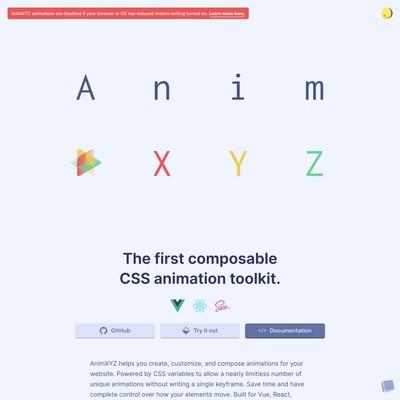 AnimXYZ animations are disabled if your browser or OS has reduced motion setting turned on. Learn more here.
A n i m
X Y Z
The first composable
CSS animation toolkit.
Sass
GitHub
Try it out
</> Documentation
AnimXYZ helps you create, customize, and compose animations for your
website. Powered by CSS variables to allow a nearly limitless number of
unique animations without writing a single keyframe. Save time and have
complete control over how your elements move. Built for Vue, React,